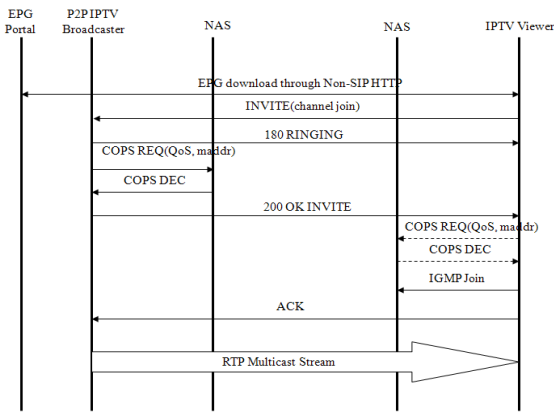 EPG
Portal
P2P IPTV
Broadcaster
NAS
NAS
IPTV Viewer
EPG download through Non-SIP HTTP
INVITE(channel join)
180 RINGING
COPS REQ(QoS, maddr)
COPS DEC
200 OK INVITE
COPS REQ(QoS, maddr)
COPS DEC
IGMP Join
ACK
RTP Multicast Stream